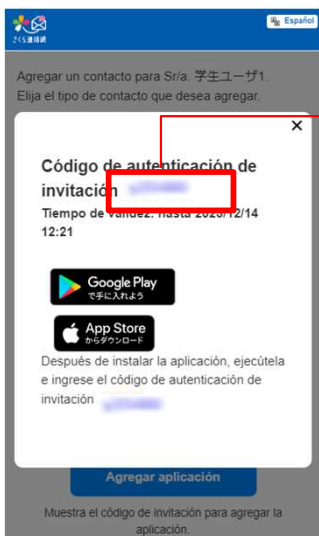 さくら連絡網
Español
Agregar un contacto para Sr/a. 学生ユーザ1.
Elija el tipo de contacto que desea agregar.
×
Código de autenticación de
invitación
Tiempo de validez: hasta 2023/12/14
12:21
Google Play
で手に入れよう
App Store
からダウンロード
Después de instalar la aplicación, ejecútela
e ingrese el código de autenticación de
invitación
Agregar aplicación
Muestra el código de invitación para agregar la
aplicación.